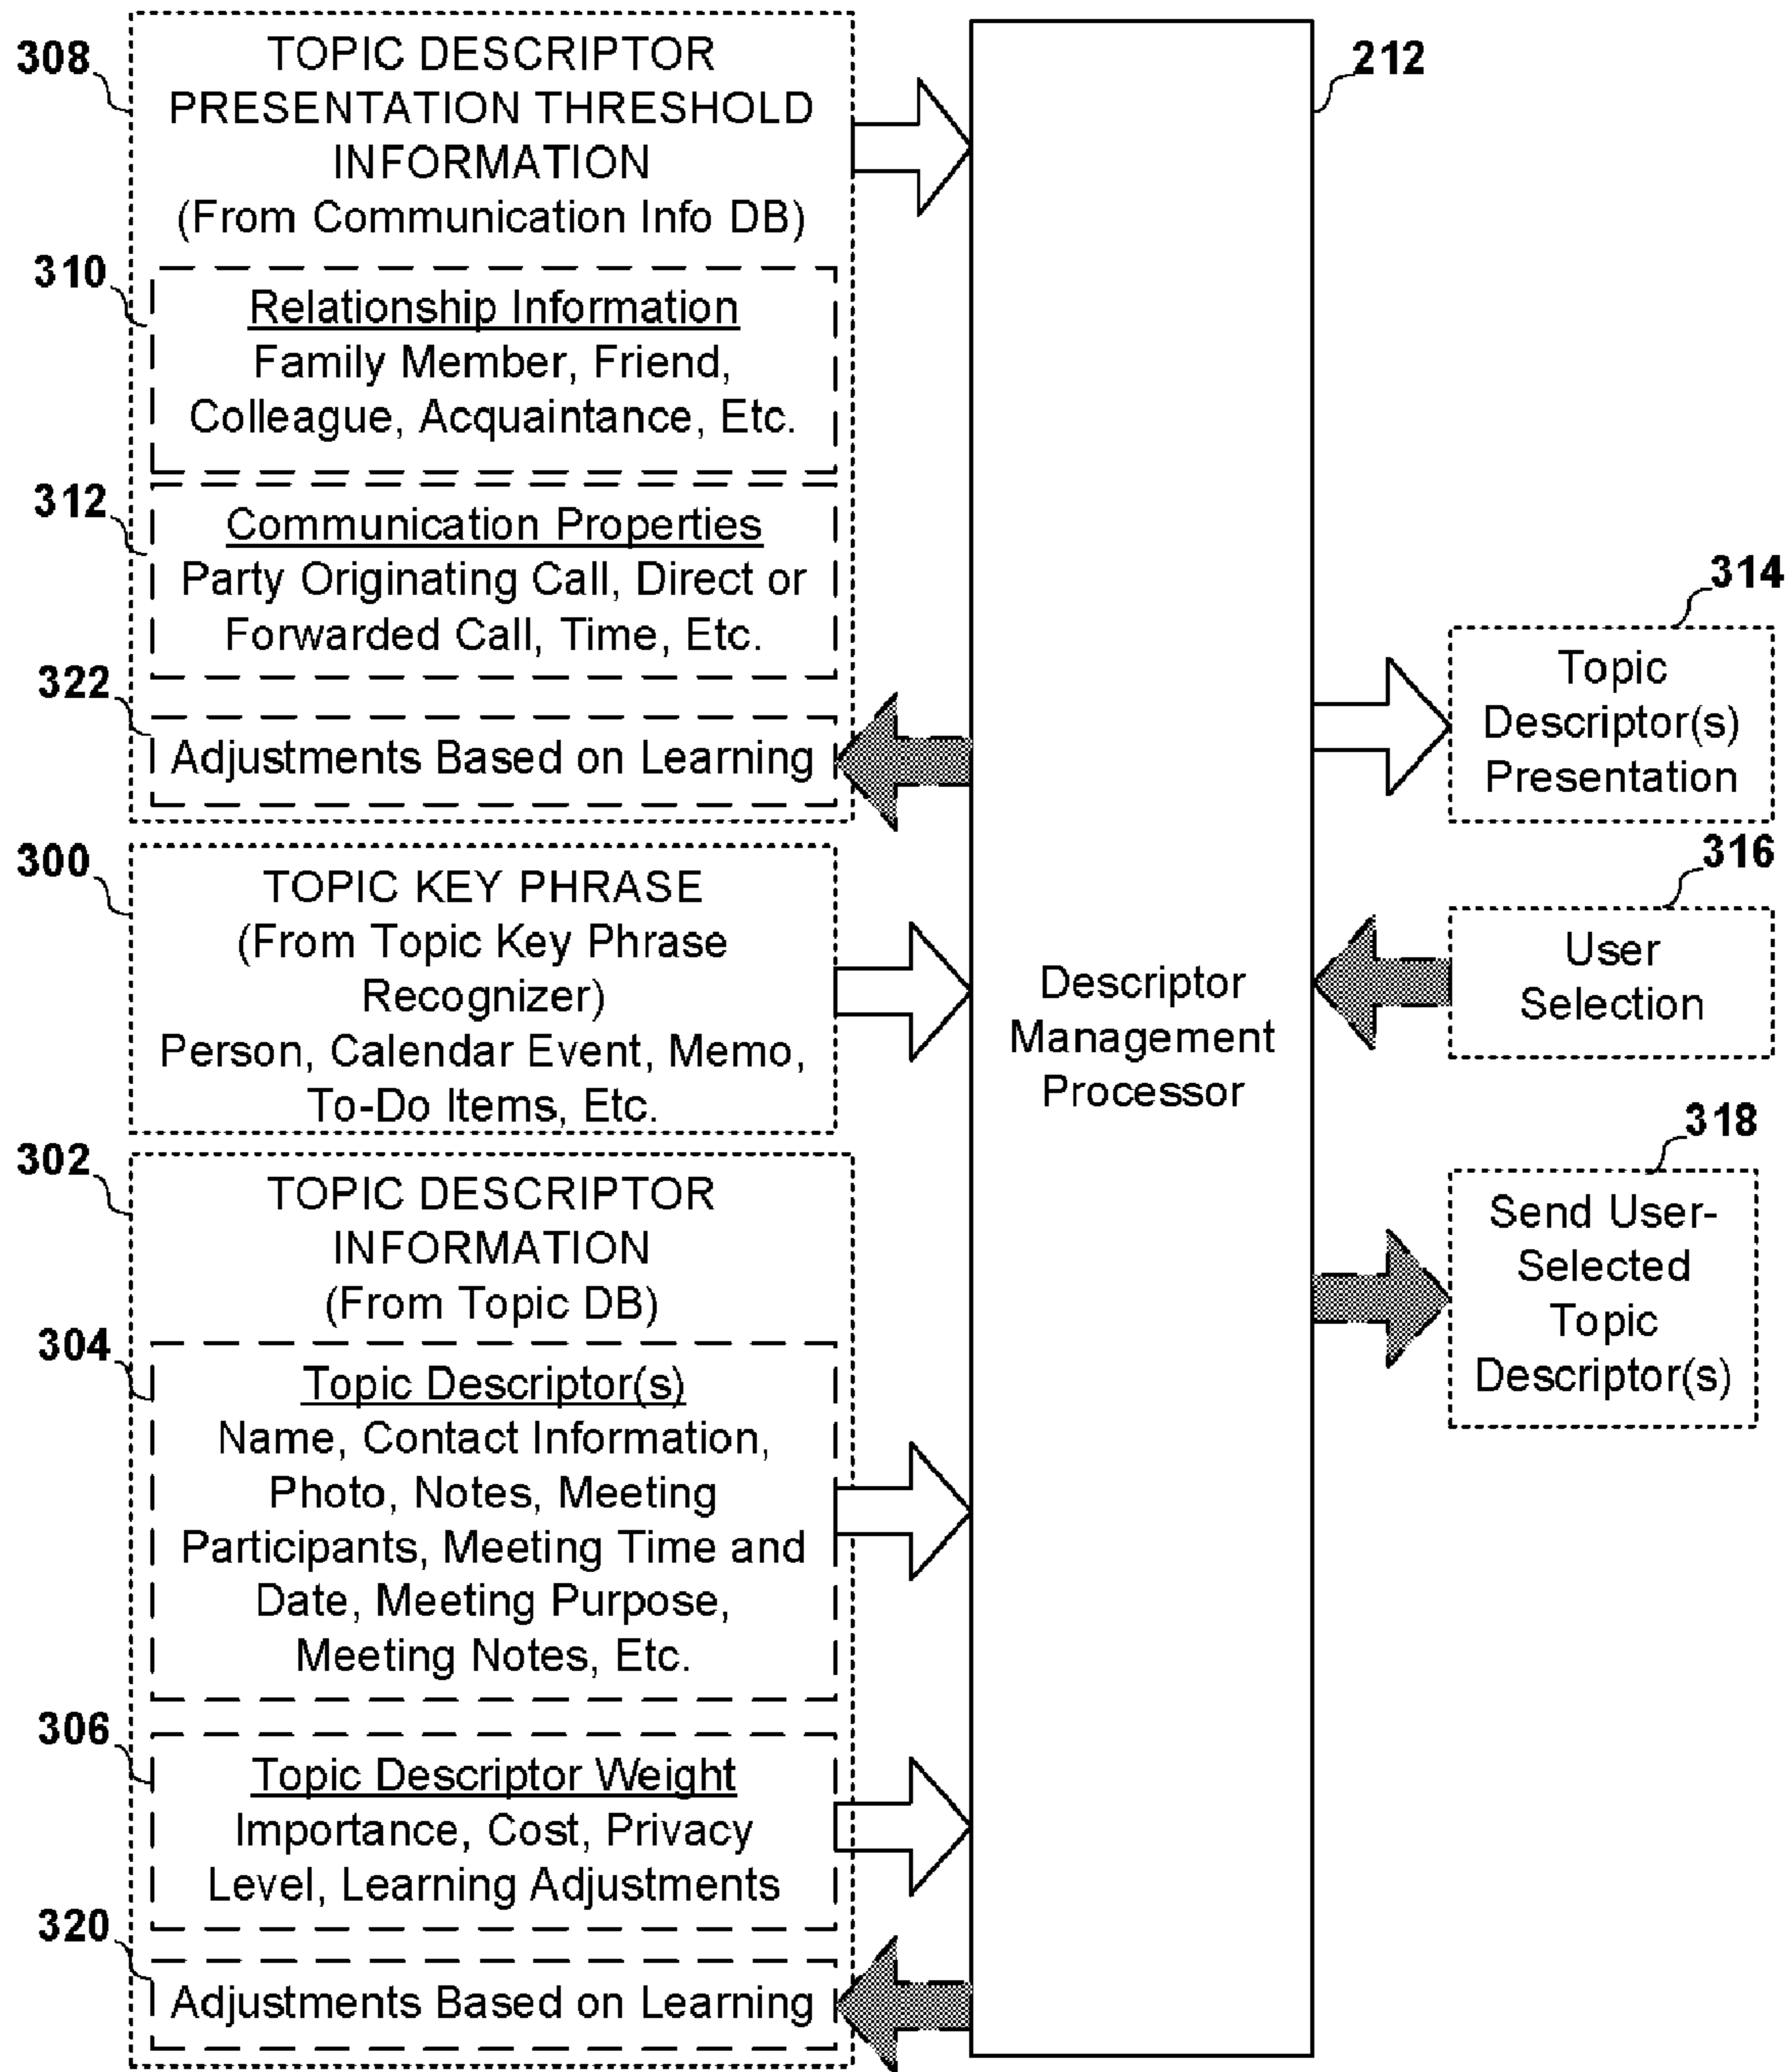 308
TOPIC DESCRIPTOR
PRESENTATION THRESHOLD
INFORMATION
(From Communication Info DB)
310
Relationship Information
Family Member, Friend,
Colleague, Acquaintance, Etc.
312
Communication Properties
Party Originating Call, Direct or
Forwarded Call, Time, Etc.
322
Adjustments Based on Learning
300
TOPIC KEY PHRASE
(From Topic Key Phrase
Recognizer)
Person, Calendar Event, Memo,
To-Do Items, Etc.
302
TOPIC DESCRIPTOR
INFORMATION
(From Topic DB)
304
Topic Descriptor(s)
Name, Contact Information,
Photo, Notes, Meeting
Participants, Meeting Time and
Date, Meeting Purpose,
Meeting Notes, Etc.
306
Topic Descriptor Weight
Importance, Cost, Privacy
Level, Learning Adjustments
320
Adjustments Based on Learning
212
Descriptor
Management
Processor
314
Topic
Descriptor(s)
Presentation
316
User
Selection
318
Send User-
Selected
Topic
Descriptor(s)